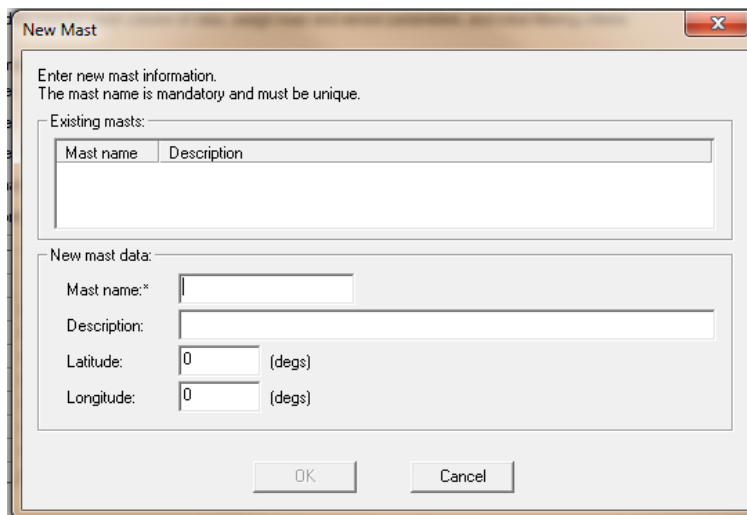 New Mast
Enter new mast information.
The mast name is mandatory and must be unique.
Existing masts:
Mast name Description
New mast data:
Mast name:*
Description:
Latitude: 0 (degs)
Longitude: 0 (degs)
OK Cancel